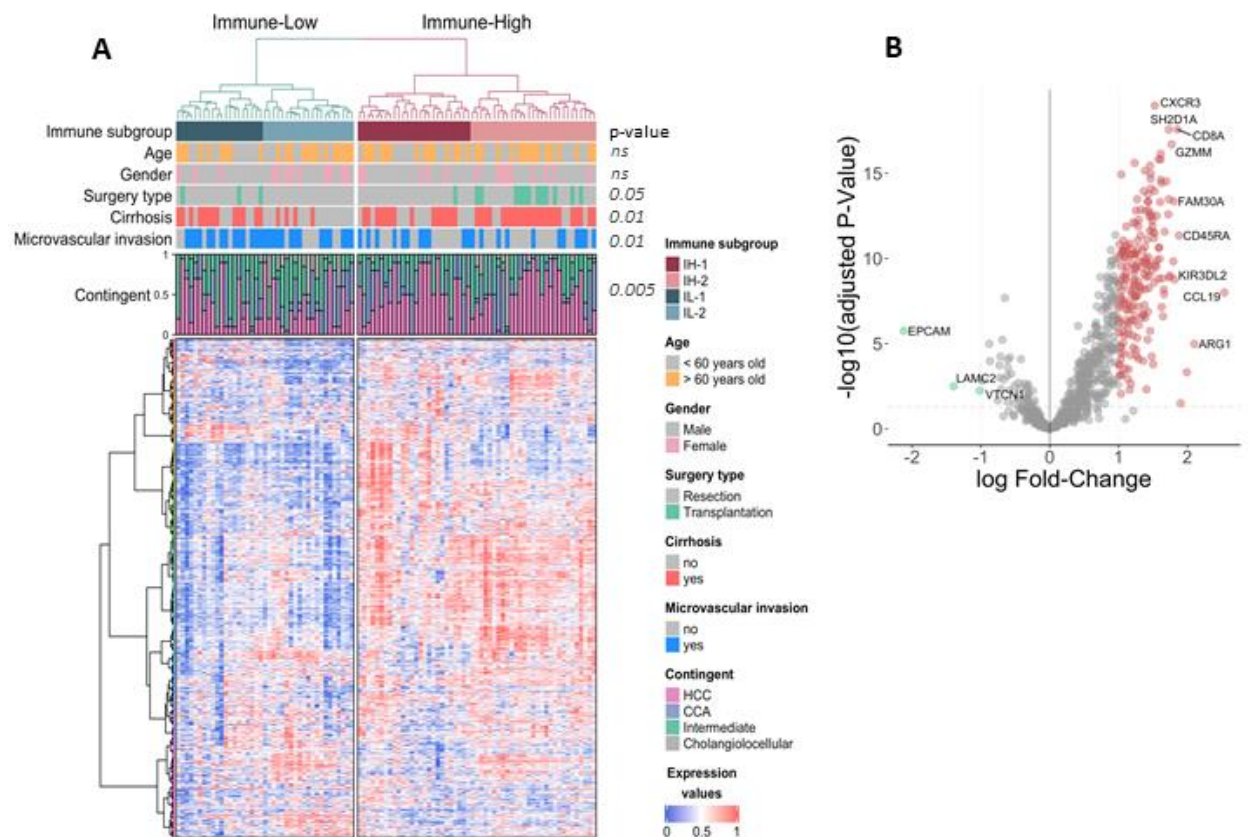 Immune-Low
Immune-High
A
Immune subgroup
p-value
Age
ns
Gender
ns
Surgery type
0.05
Cirrhosis
0.01
Microvascular invasion
0.01
1
Contingent 0.5
0.005
0
Immune subgroup
IH-1
IH-2
IL-1
IL-2
Age
< 60 years old
> 60 years old
Gender
Male
Female
Surgery type
Resection
Transplantation
Cirrhosis
no
yes
Microvascular invasion
no
yes
Contingent
HCC
CCA
Intermediate
Cholangiolocellular
Expression
values
0 0.5 1
B
-log10(adjusted P-Value)
15
10
5
0
CXCR3
SH2D1A
CD8A
GZMM
FAM30A
CD45RA
KIR3DL2
CCL19
EPCAM
ARG1
LAMC2
VTCN1
-2 -1 0 1 2
log Fold-Change